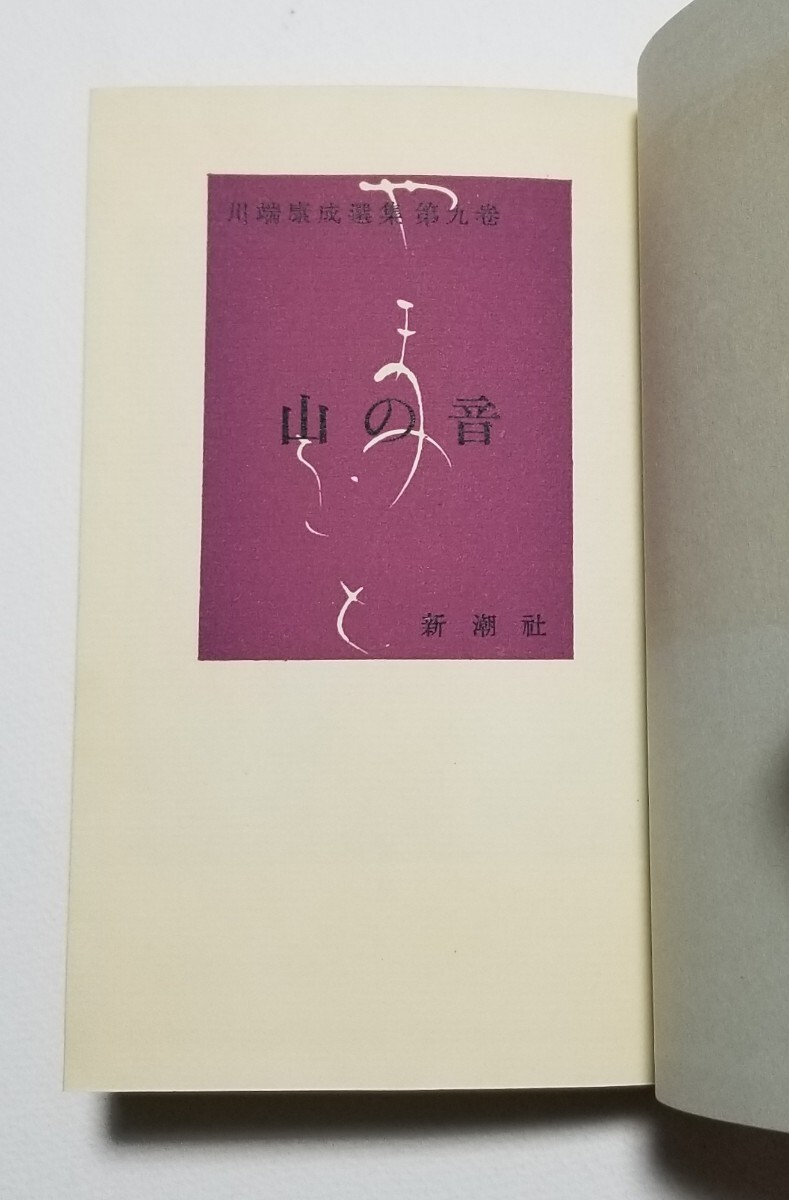 川端康成選集 第九卷
山の音
やまのおと
新潮社